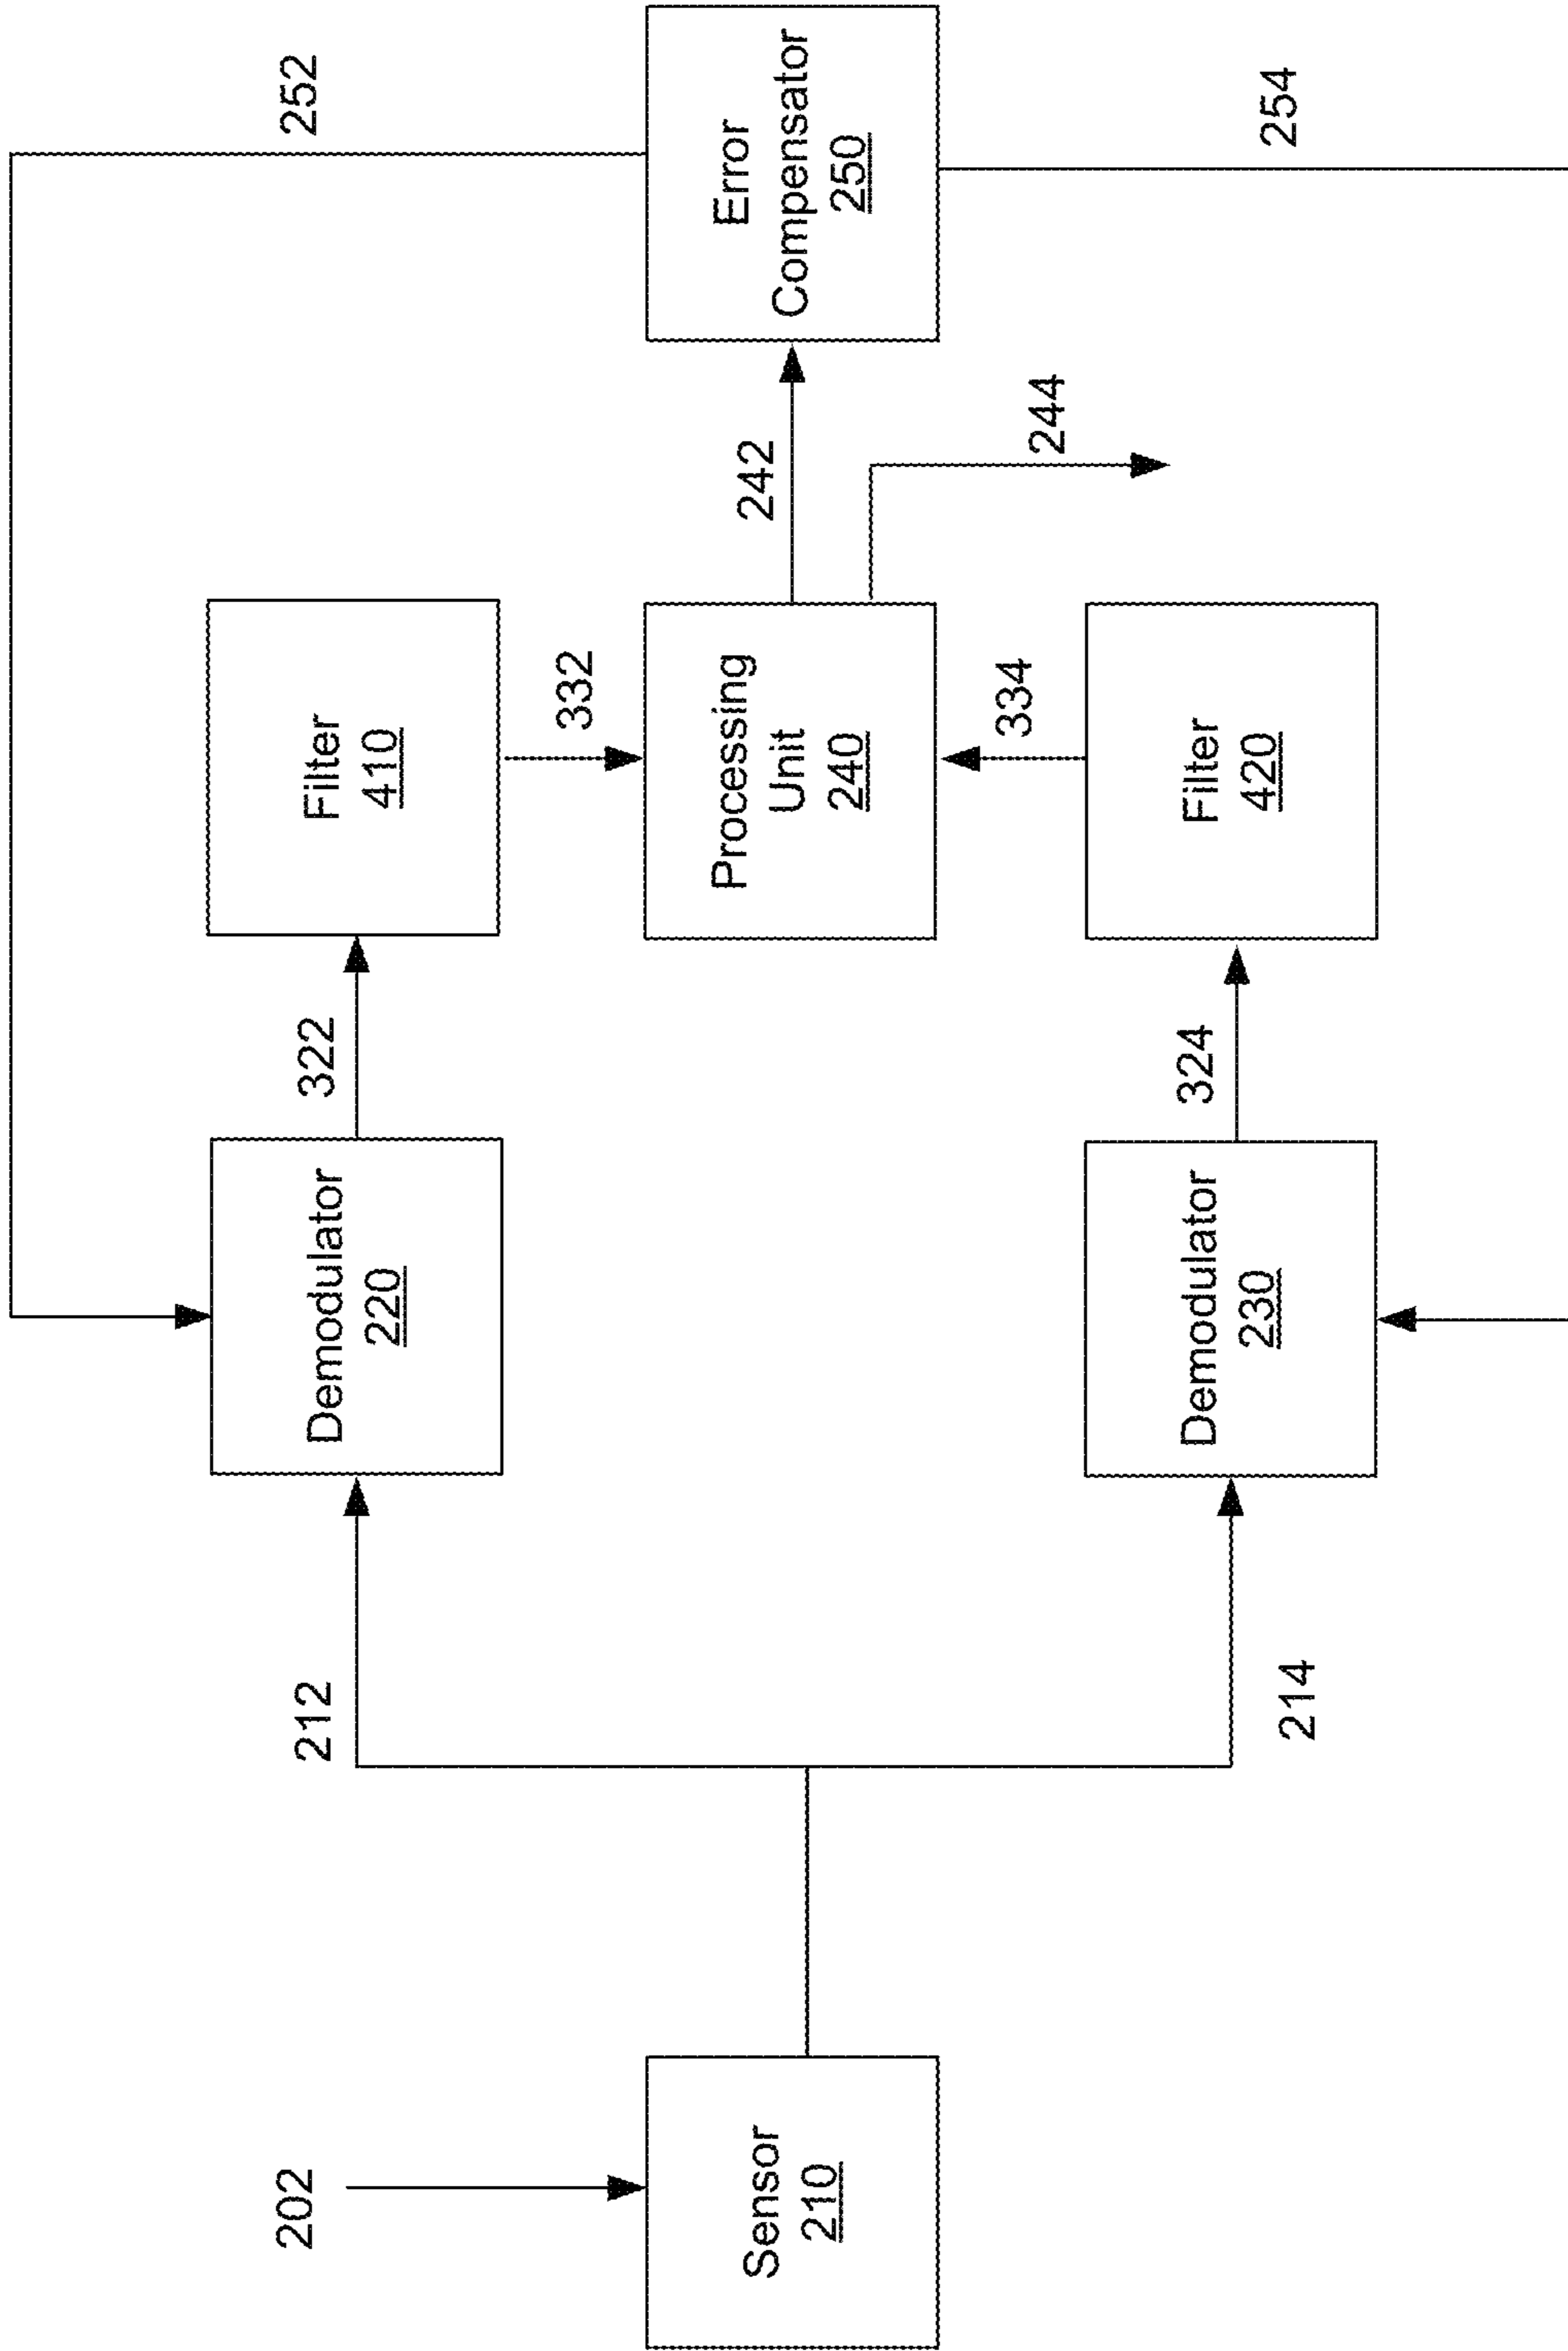 252
Filter
410
322
Demodulator
220
212
202
332
Error
Compensator
250
242
Processing
Unit
240
Sensor
210
244
334
254
Filter
420
324
Demodulator
230
214